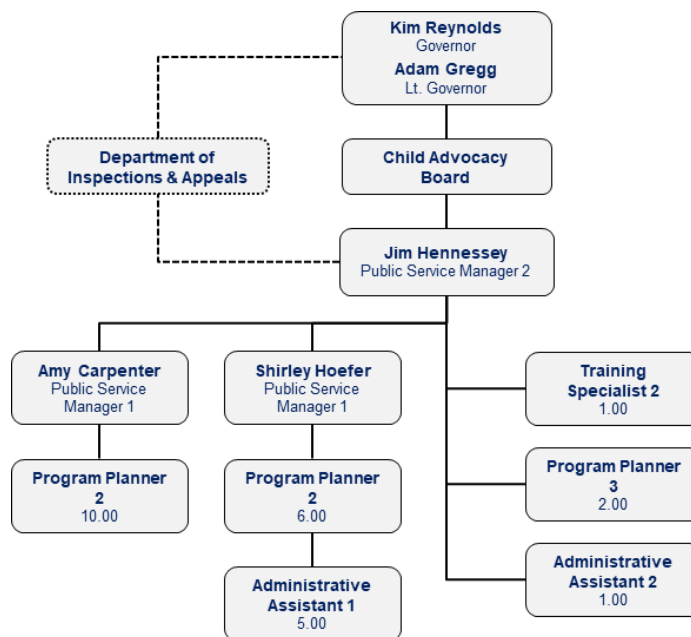 Kim Reynolds
Governor
Adam Gregg
Lt. Governor
Department of
Inspections & Appeals
Child Advocacy
Board
Jim Hennessey
Public Service Manager 2
Amy Carpenter
Public Service
Manager 1
Shirley Hoefer
Public Service
Manager 1
Training
Specialist 2
1.00
Program Planner
2
10.00
Program Planner
2
6.00
Program Planner
3
2.00
Administrative
Assistant 1
5.00
Administrative
Assistant 2
1.00